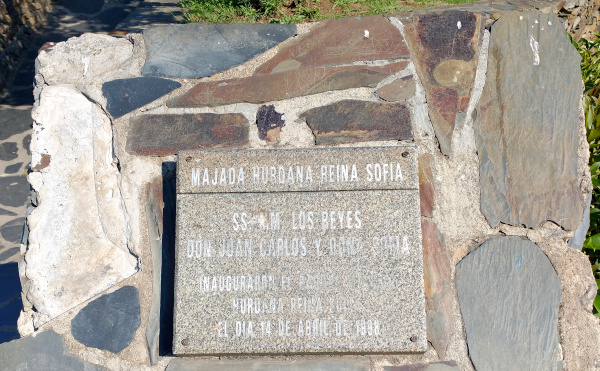 MAJADA HURDANA REINA SOFIA
SS. M.M. LOS REYES
DON JUAN CARLOS Y DOÑA SOFIA
INAUGURARON EL
HURDANA REINA SOFIA
EL DIA 14 DE ABRIL DE 1998